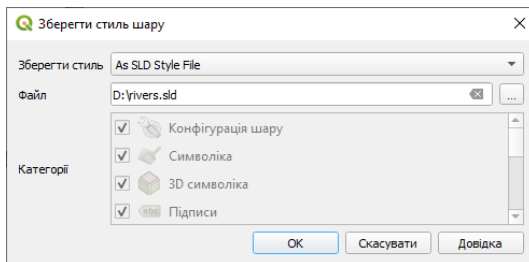 Зберегти стиль шару
Зберегти стиль As SLD Style File
Файл D:\rivers.sld ...
Категорії
Конфігурація шару
Символіка
3D символіка
abc Підписи
OK Скасувати Довідка